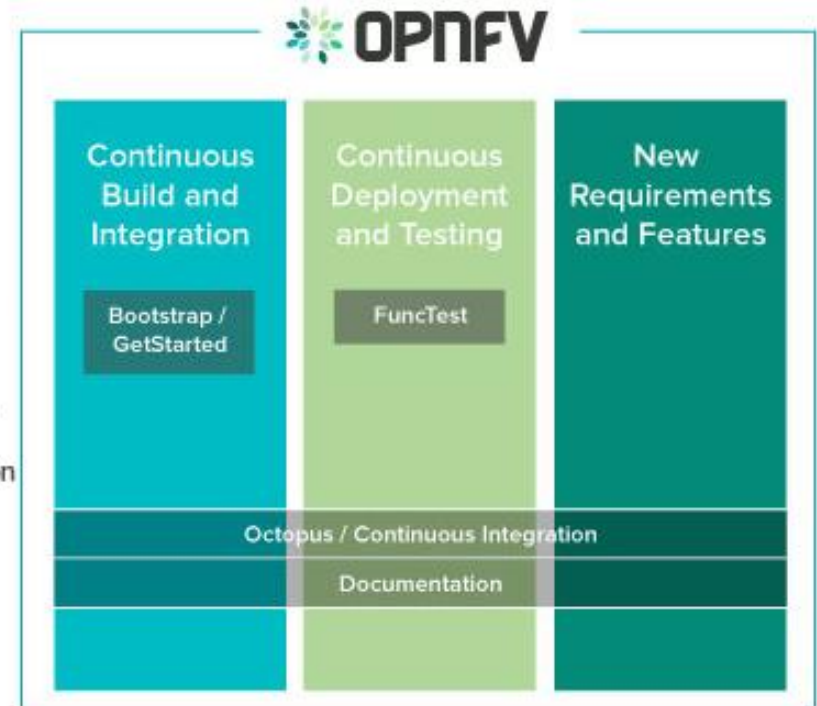 OPNFV
Continuous
Build and
Integration
Continuous
Deployment
and Testing
New
Requirements
and Features
Bootstrap /
GetStarted
FuncTest
Octopus / Continuous Integration
Documentation